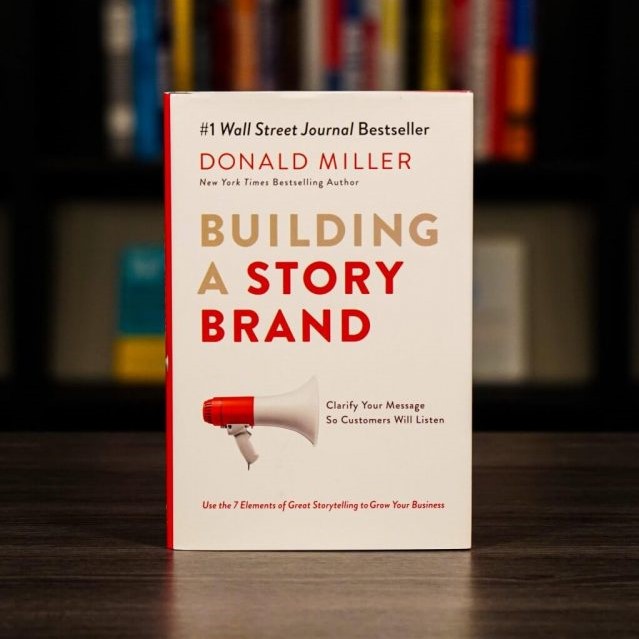 #1 Wall Street Journal Bestseller
DONALD MILLER
New York Times Bestselling Author
BUILDING
A STORY
BRAND
Clarify Your Message
So Customers Will Listen
Use the 7 Elements of Great Storytelling to Grow Your Business